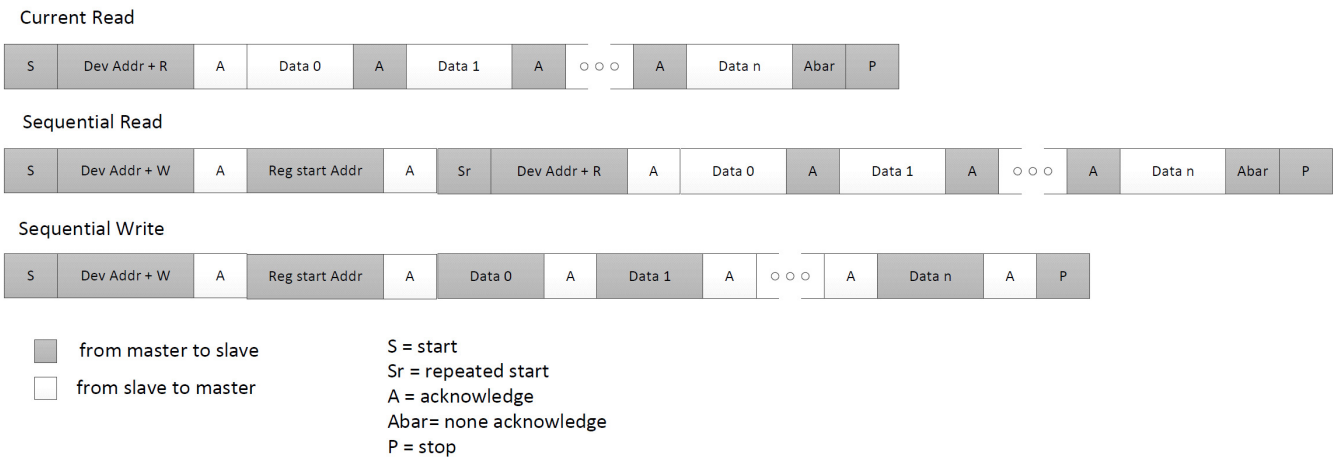 Current Read
S Dev Addr + R A Data 0 A Data 1 A A Data n Abar P
Sequential Read
S Dev Addr + W A Reg start Addr A Sr Dev Addr + R A Data 0 A Data 1 A A Data n Abar P
Sequential Write
S Dev Addr + W A Reg start Addr A Data 0 A Data 1 A A Data n A P
from master to slave
from slave to master
S = start
Sr = repeated start
A = acknowledge
Abar= none acknowledge
P = stop